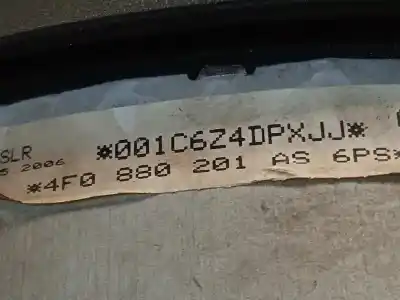 SLR *001C6Z4DPXJJ*
5 2006
*4F0 880 201 AS 6PS*